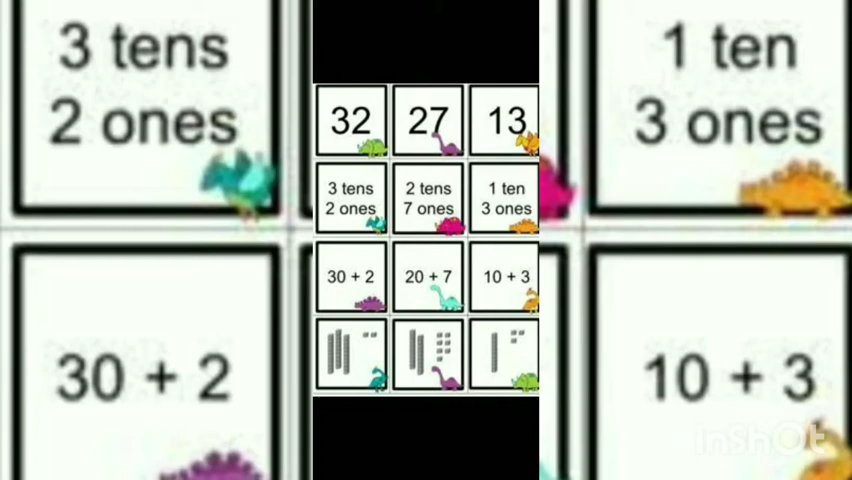 3 tens
2 ones
1 ten
3 ones
32
27
13
3 tens
2 ones
2 tens
7 ones
1 ten
3 ones
30 + 2
20 + 7
10 + 3
30 + 2
10 + 3
InShOt